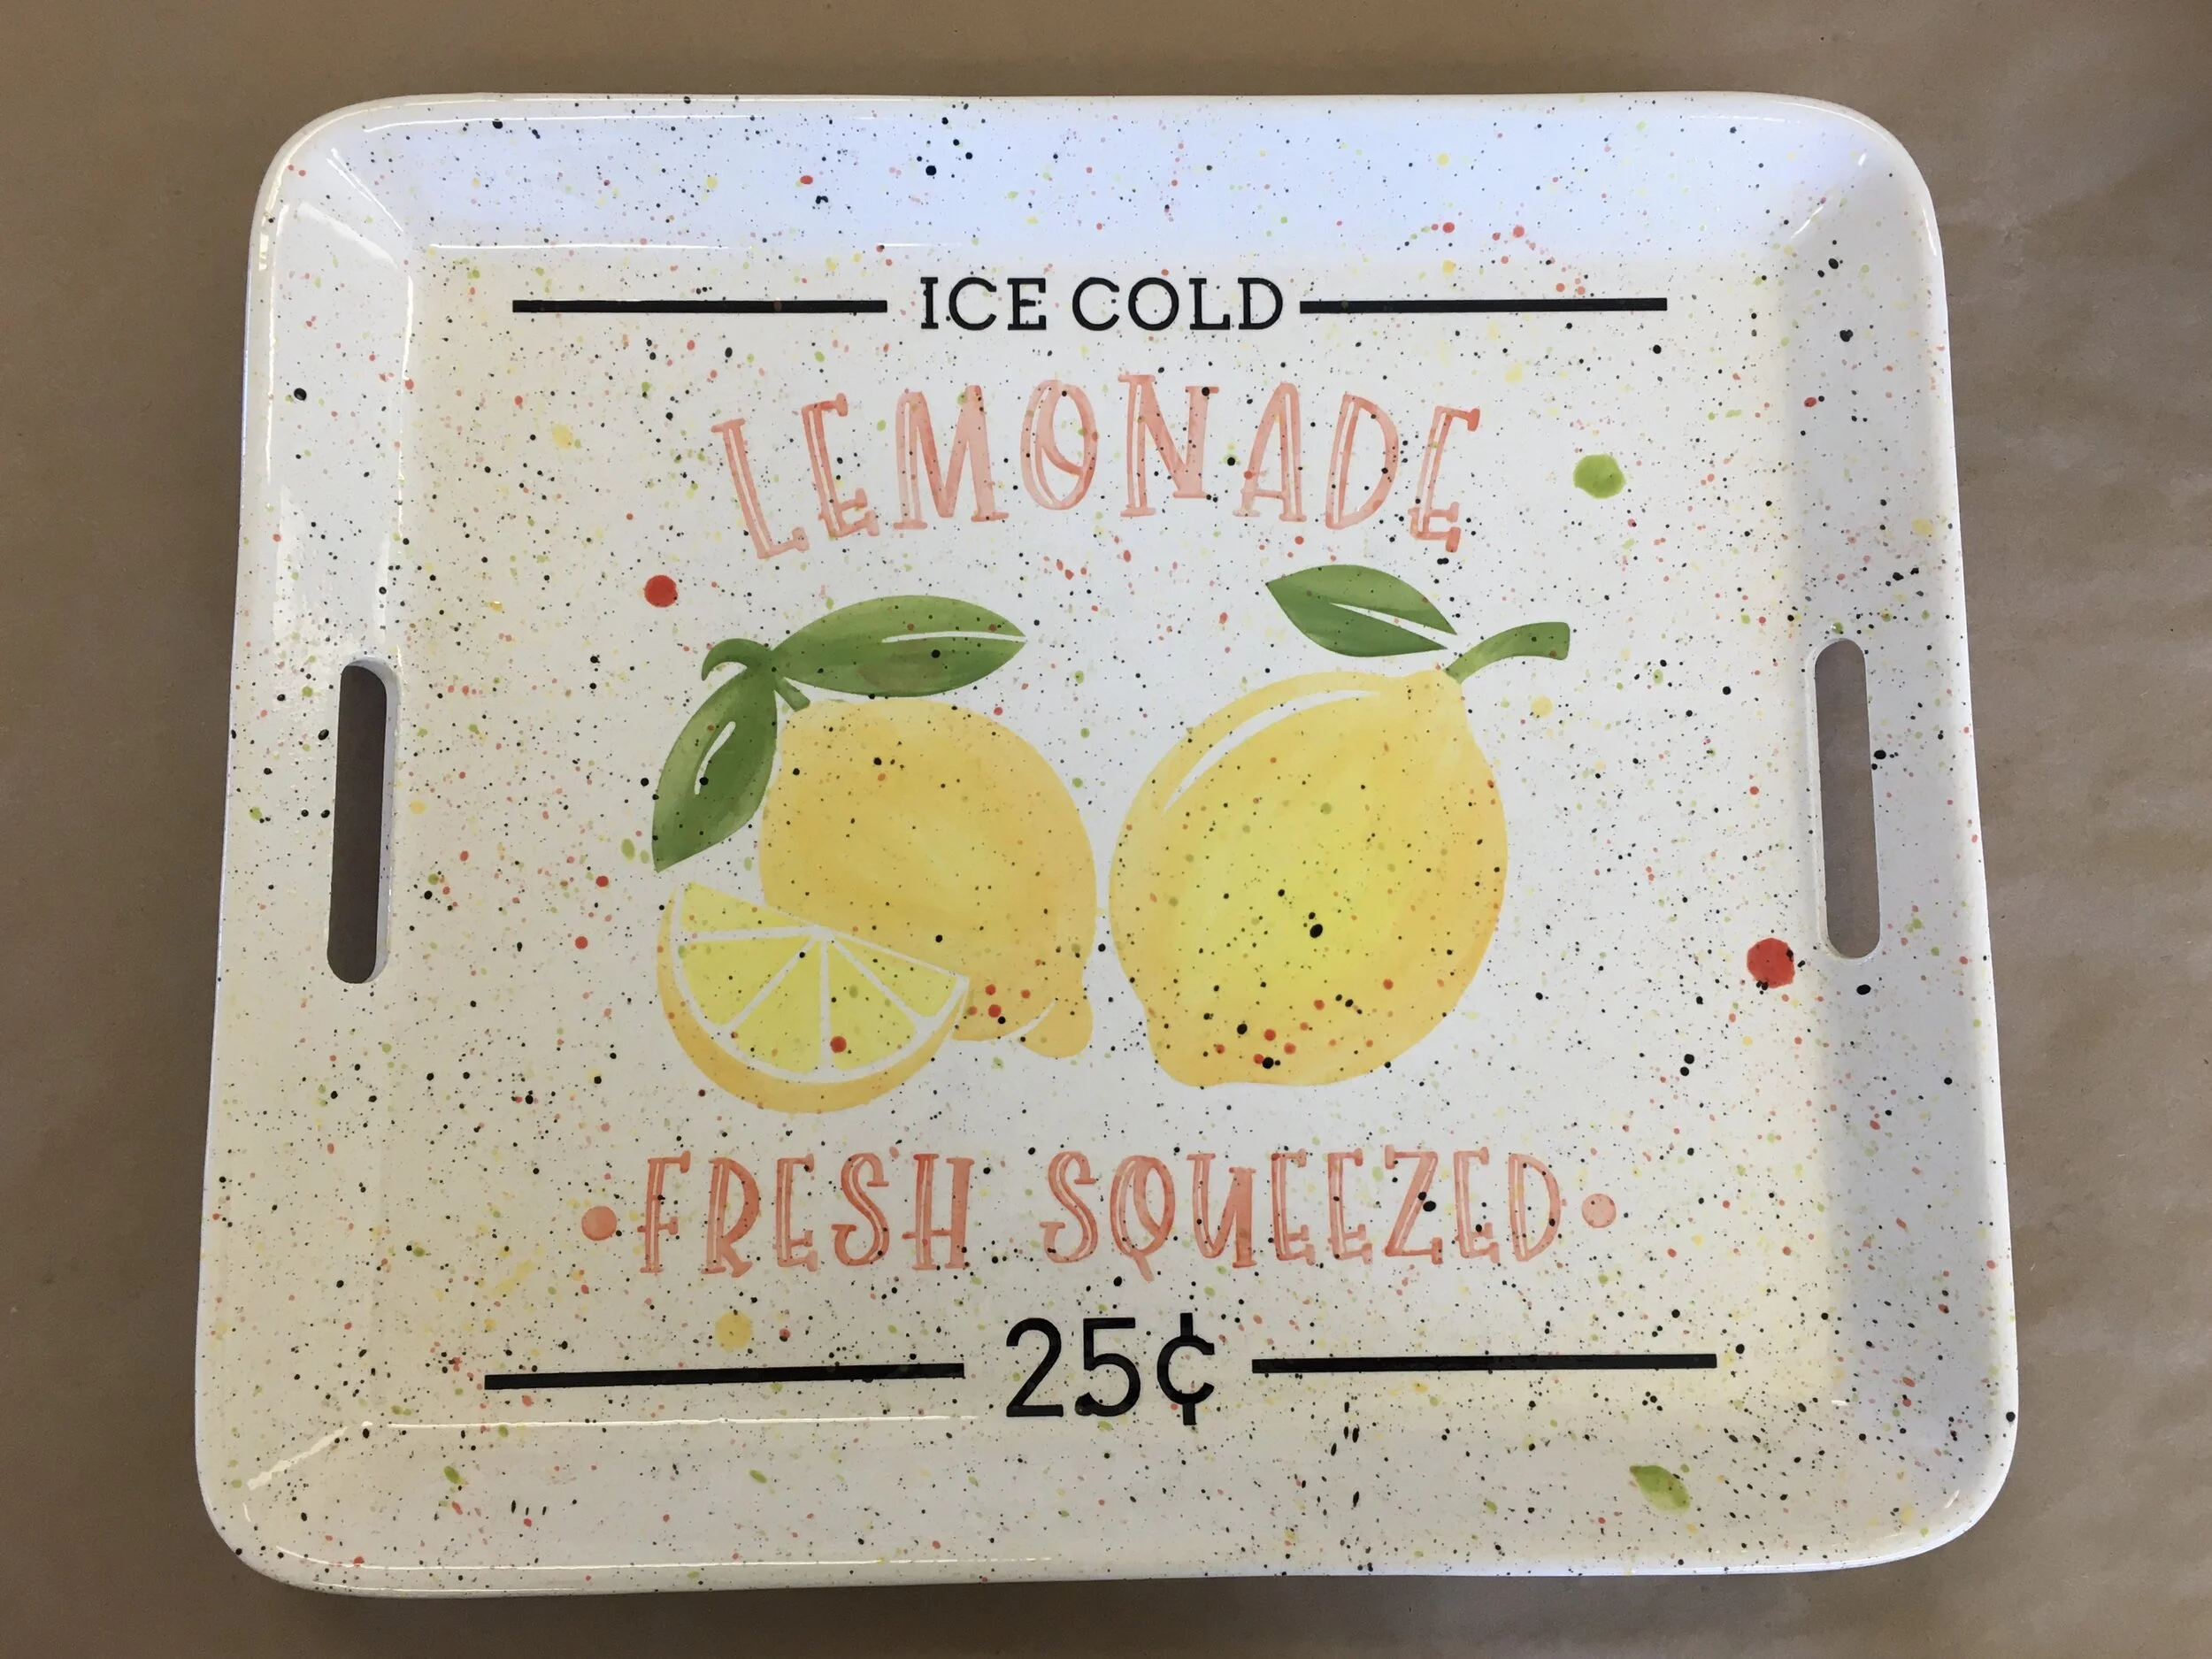 ICE COLD
LEMONADE
•FRESH SQUEEZED•
25¢